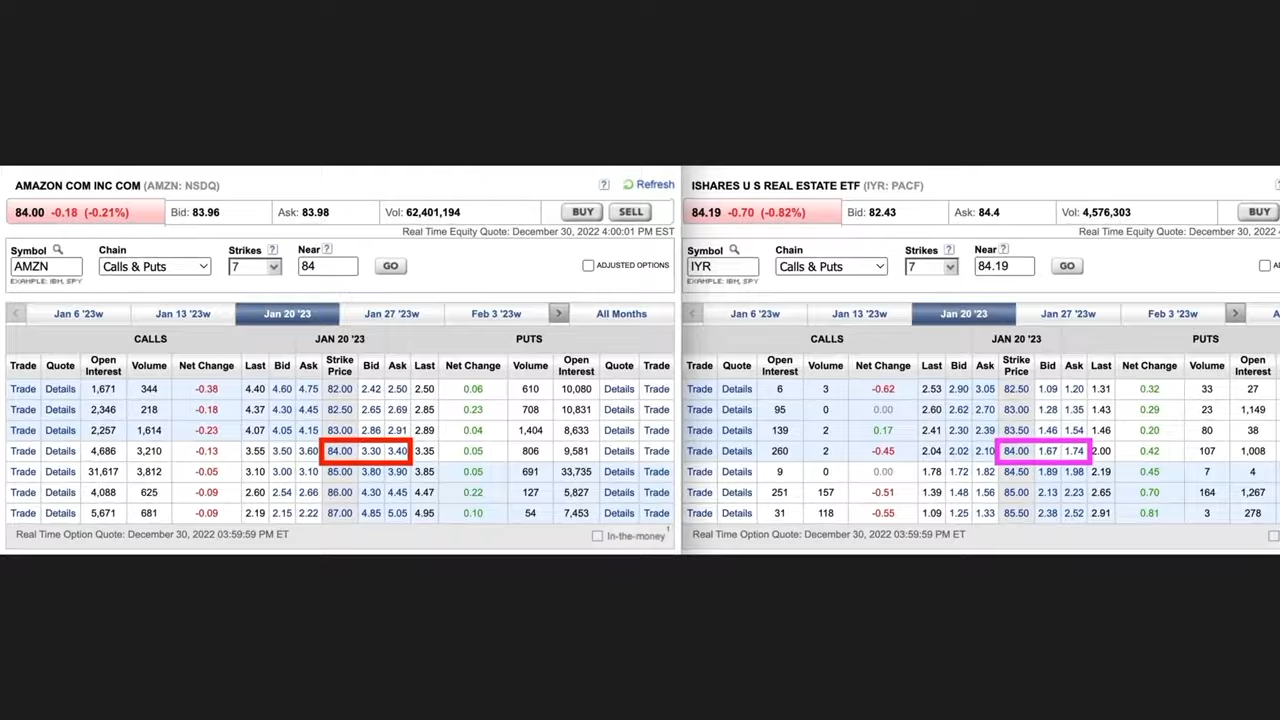 AMAZON COM INC COM (AMZN: NSDQ) ? Refresh
84.00 -0.18 (-0.21%) Bid: 83.96 Ask: 83.98 Vol: 62,401,194 BUY SELL
Real Time Equity Quote: December 30, 2022 4:00:01 PM EST
Symbol Chain Strikes ? Near ?
AMZN Calls & Puts 7 84 GO ADJUSTED OPTIONS
EXAMPLE: IBM, SPY
< Jan 6 '23w Jan 13 '23w Jan 20 '23 Jan 27 '23w Feb 3 '23w > All Months
CALLS JAN 20 '23 PUTS
Trade Quote Open Interest Volume Net Change Last Bid Ask Strike Price Bid Ask Last Net Change Volume Open Interest Quote Trade
Trade Details 1,671 344 -0.38 4.40 4.60 4.75 82.00 2.42 2.50 2.50 0.06 610 10,080 Details Trade
Trade Details 2,346 218 -0.18 4.37 4.30 4.45 82.50 2.65 2.69 2.85 0.23 708 10,831 Details Trade
Trade Details 2,257 1,614 -0.23 4.07 4.05 4.15 83.00 2.86 2.91 2.89 0.04 1,404 8,633 Details Trade
Trade Details 4,686 3,210 -0.13 3.55 3.50 3.60 84.00 3.30 3.40 3.35 0.05 806 9,581 Details Trade
Trade Details 31,617 3,812 -0.05 3.10 3.00 3.10 85.00 3.80 3.90 3.85 0.05 691 33,735 Details Trade
Trade Details 4,088 625 -0.09 2.60 2.54 2.66 86.00 4.30 4.45 4.47 0.22 127 5,827 Details Trade
Trade Details 5,671 681 -0.09 2.19 2.15 2.22 87.00 4.85 5.05 4.95 0.10 54 7,453 Details Trade
Real Time Option Quote: December 30, 2022 03:59:59 PM ET In-the-money 1
ISHARES U S REAL ESTATE ETF (IYR: PACF)
84.19 -0.70 (-0.82%) Bid: 82.43 Ask: 84.4 Vol: 4,576,303 BUY
Real Time Equity Quote: December 30, 2022 4
Symbol Chain Strikes ? Near ?
IYR Calls & Puts 7 84.19 GO
EXAMPLE: IBM, SPY
< Jan 6 '23w Jan 13 '23w Jan 20 '23 Jan 27 '23w Feb 3 '23w > A
CALLS JAN 20 '23 PUTS
Trade Quote Open Interest Volume Net Change Last Bid Ask Strike Price Bid Ask Last Net Change Volume Open Interest
Trade Details 6 3 -0.62 2.53 2.90 3.05 82.50 1.09 1.20 1.31 0.32 33 27
Trade Details 95 0 0.00 2.60 2.62 2.70 83.00 1.28 1.35 1.43 0.29 23 1,149
Trade Details 139 2 0.17 2.41 2.30 2.39 83.50 1.46 1.54 1.46 0.20 80 38
Trade Details 260 2 -0.45 2.04 2.02 2.10 84.00 1.67 1.74 2.00 0.42 107 1,008
Trade Details 9 0 0.00 1.78 1.72 1.82 84.50 1.89 1.98 2.19 0.45 7 4
Trade Details 251 157 -0.51 1.39 1.48 1.56 85.00 2.13 2.23 2.65 0.70 164 1,267
Trade Details 31 118 -0.55 1.09 1.25 1.33 85.50 2.38 2.52 2.91 0.81 3 278
Real Time Option Quote: December 30, 2022 03:59:59 PM ET